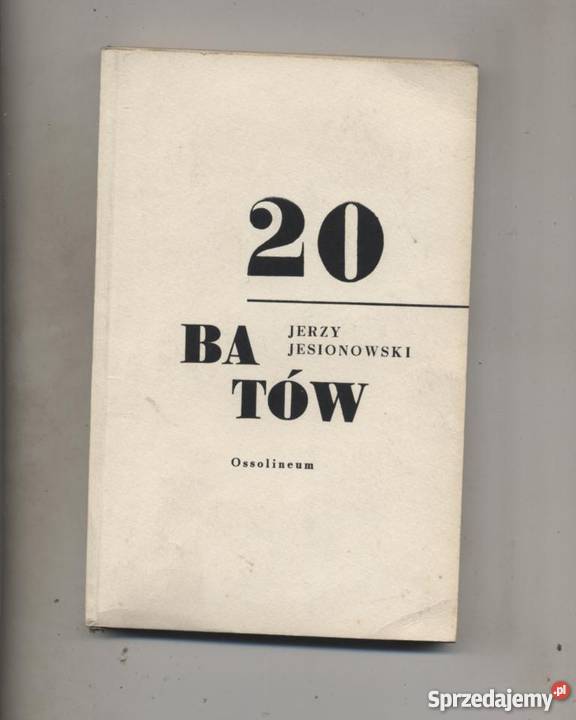 20
JERZY
JESIONOWSKI
BA
TÓW
Ossolineum
Sprzedajemy.pl